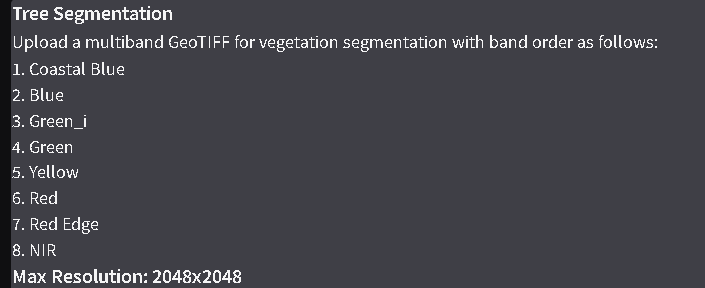 Tree Segmentation
Upload a multiband GeoTIFF for vegetation segmentation with band order as follows:
1. Coastal Blue
2. Blue
3. Green_i
4. Green
5. Yellow
6. Red
7. Red Edge
8. NIR
Max Resolution: 2048x2048